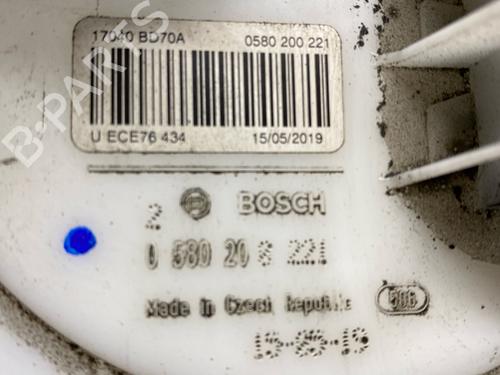 17040 BD70A 0580 200 221
U ECE76 434 15/05/2019
2 BOSCH
0 580 20 221
Made in Czech Republic
506
15-05-19
B-PARTS